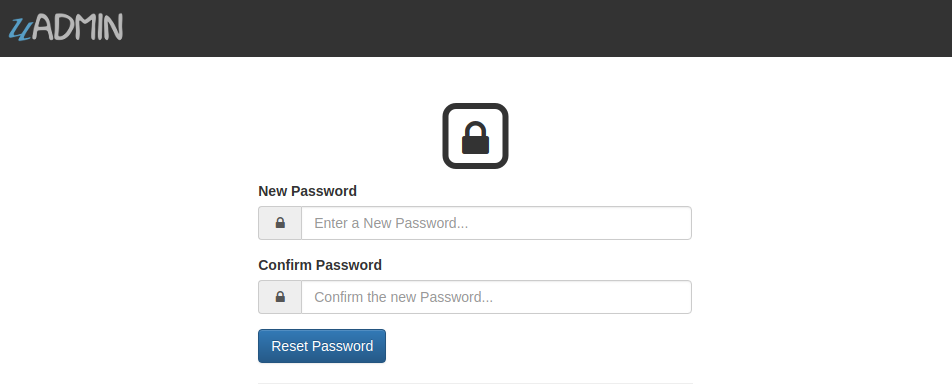 uADMIN
New Password
Enter a New Password...
Confirm Password
Confirm the new Password...
Reset Password